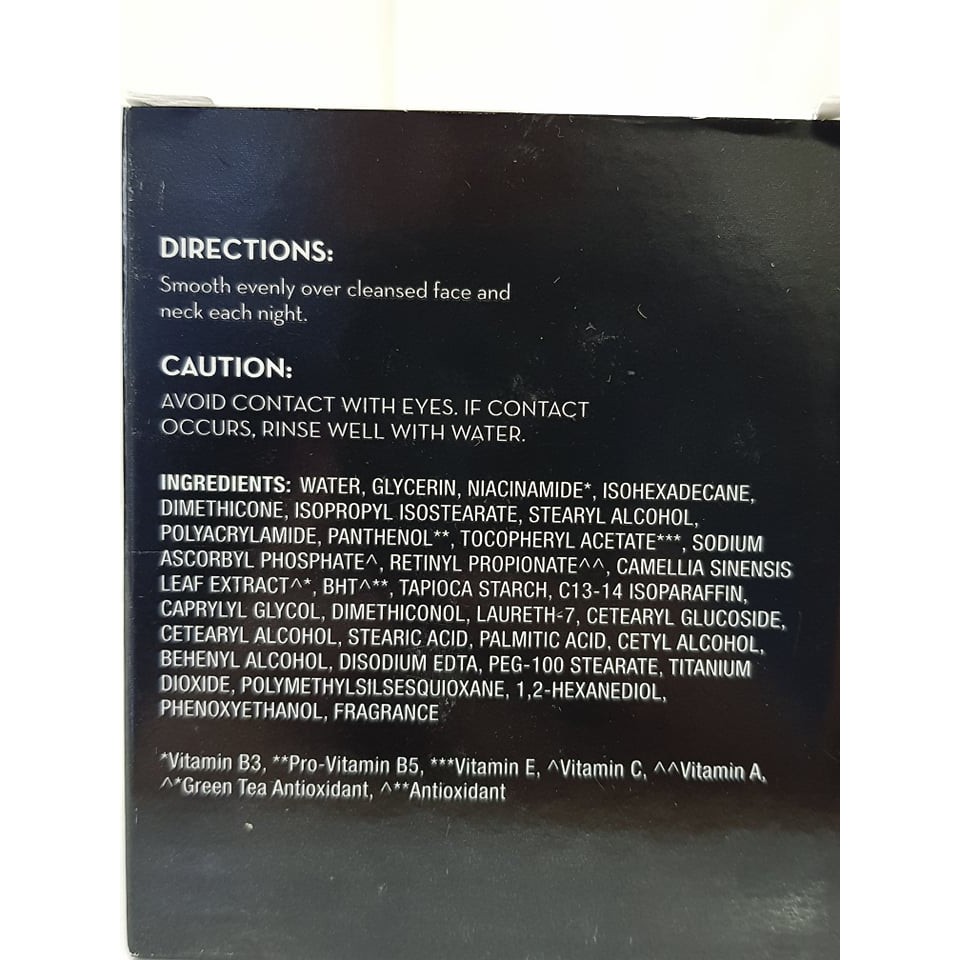 DIRECTIONS:
Smooth evenly over cleansed face and
neck each night.
CAUTION:
AVOID CONTACT WITH EYES. IF CONTACT
OCCURS, RINSE WELL WITH WATER.
INGREDIENTS: WATER, GLYCERIN, NIACINAMIDE*, ISOHEXADECANE,
DIMETHICONE, ISOPROPYL ISOSTEARATE, STEARYL ALCOHOL,
POLYACRYLAMIDE, PANTHENOL**, TOCOPHERYL ACETATE***, SODIUM
ASCORBYL PHOSPHATE^, RETINYL PROPIONATE^^, CAMELLIA SINENSIS
LEAF EXTRACT^*, BHT^**, TAPIOCA STARCH, C13-14 ISOPARAFFIN,
CAPRYLYL GLYCOL, DIMETHICONOL, LAURETH-7, CETEARYL GLUCOSIDE,
CETEARYL ALCOHOL, STEARIC ACID, PALMITIC ACID, CETYL ALCOHOL,
BEHENYL ALCOHOL, DISODIUM EDTA, PEG-100 STEARATE, TITANIUM
DIOXIDE, POLYMETHYLSILSESQUIOXANE, 1,2-HEXANEDIOL,
PHENOXYETHANOL, FRAGRANCE
*Vitamin B3, **Pro-Vitamin B5, ***Vitamin E, ^Vitamin C, ^^Vitamin A,
^*Green Tea Antioxidant, ^**Antioxidant